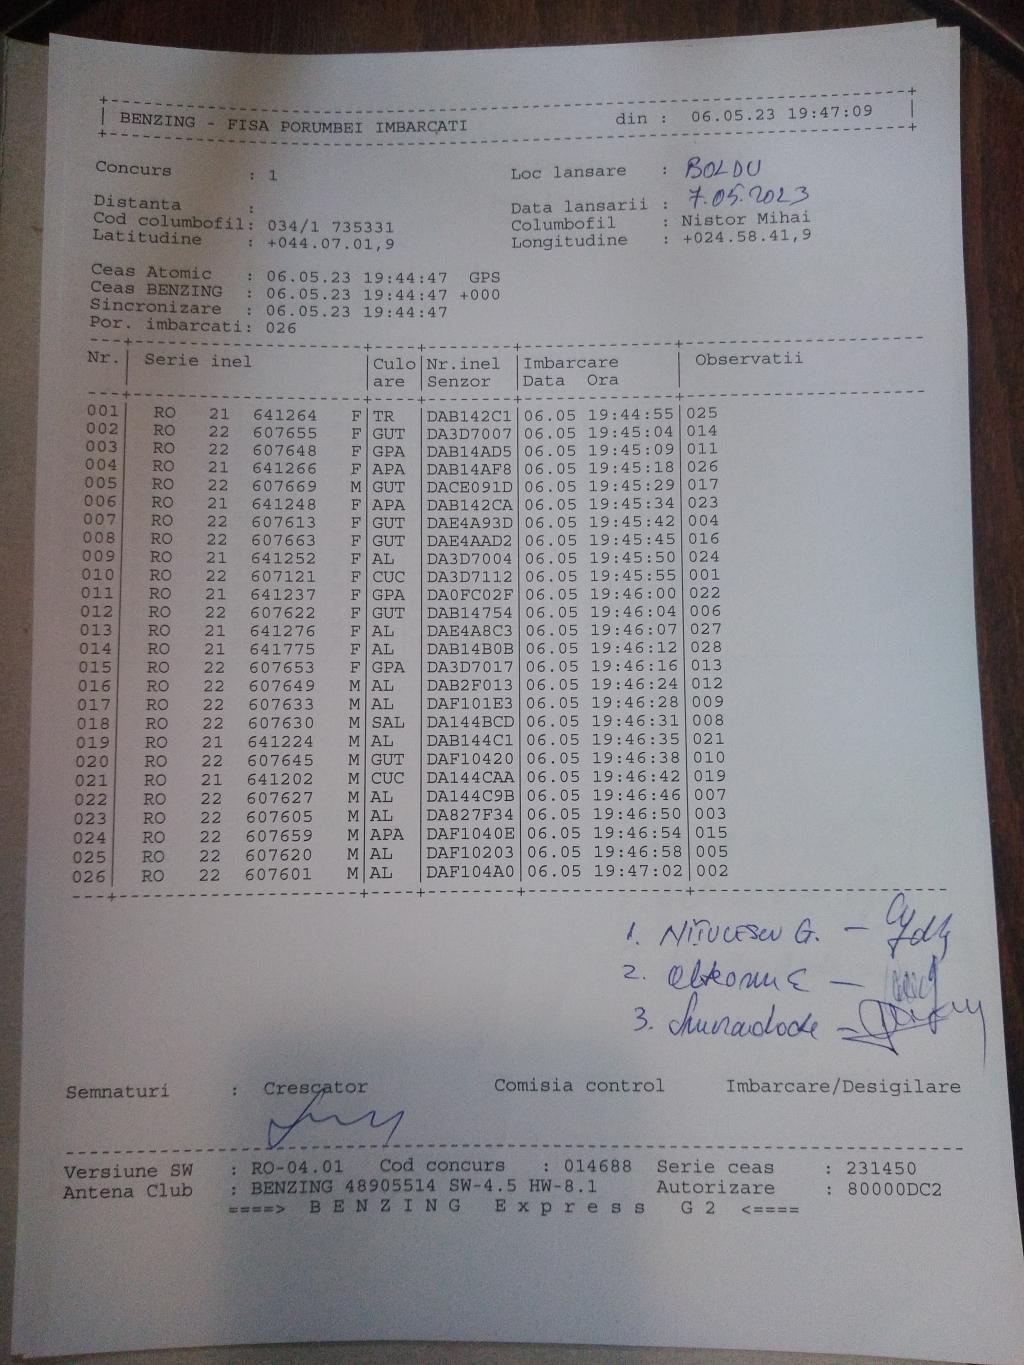 BENZING - FISA PORUMBEI IMBARCATI din : 06.05.23 19:47:09
Concurs : 1 Loc lansare : BOLDU
Distanta : Data lansarii : 7.05.2023
Cod columbofil: 034/1 735331 Columbofil : Nistor Mihai
Latitudine : +044.07.01,9 Longitudine : +024.58.41,9
Ceas Atomic : 06.05.23 19:44:47 GPS
Ceas BENZING : 06.05.23 19:44:47 +000
Sincronizare : 06.05.23 19:44:47
Por. imbarcati: 026
Nr. Serie inel Culo Nr.inel Imbarcare Observatii
are Senzor Data Ora
001 RO 21 641264 F TR DAB142C1 06.05 19:44:55 025
002 RO 22 607655 F GUT DA3D7007 06.05 19:45:04 014
003 RO 22 607648 F GPA DAB14AD5 06.05 19:45:09 011
004 RO 21 641266 F APA DAB14AF8 06.05 19:45:18 026
005 RO 22 607669 M GUT DACE091D 06.05 19:45:29 017
006 RO 21 641248 F APA DAB142CA 06.05 19:45:34 023
007 RO 22 607613 F GUT DAE4A93D 06.05 19:45:42 004
008 RO 22 607663 F GUT DAE4AAD2 06.05 19:45:45 016
009 RO 21 641252 F AL DA3D7004 06.05 19:45:50 024
010 RO 22 607121 F CUC DA3D7112 06.05 19:45:55 001
011 RO 21 641237 F GPA DA0FC02F 06.05 19:46:00 022
012 RO 22 607622 F GUT DAB14754 06.05 19:46:04 006
013 RO 21 641276 F AL DAE4A8C3 06.05 19:46:07 027
014 RO 21 641775 F AL DAB14B0B 06.05 19:46:12 028
015 RO 22 607653 F GPA DA3D7017 06.05 19:46:16 013
016 RO 22 607649 M AL DAB2F013 06.05 19:46:24 012
017 RO 22 607633 M AL DAF101E3 06.05 19:46:28 009
018 RO 22 607630 M SAL DA144BCD 06.05 19:46:31 008
019 RO 21 641224 M AL DAB144C1 06.05 19:46:35 021
020 RO 22 607645 M GUT DAF10420 06.05 19:46:38 010
021 RO 21 641202 M CUC DA144CAA 06.05 19:46:42 019
022 RO 22 607627 M AL DA144C9B 06.05 19:46:46 007
023 RO 22 607605 M AL DA827F34 06.05 19:46:50 003
024 RO 22 607659 M APA DAF1040E 06.05 19:46:54 015
025 RO 22 607620 M AL DAF10203 06.05 19:46:58 005
026 RO 22 607601 M AL DAF104A0 06.05 19:47:02 002
1. NIȚULESCU G. —
2. —
3.
Semnaturi : Crescator Comisia control Imbarcare/Desigilare
Versiune SW : RO-04.01 Cod concurs : 014688 Serie ceas : 231450
Antena Club : BENZING 48905514 SW-4.5 HW-8.1 Autorizare : 80000DC2
====> B E N Z I N G E x p r e s s G 2 <====